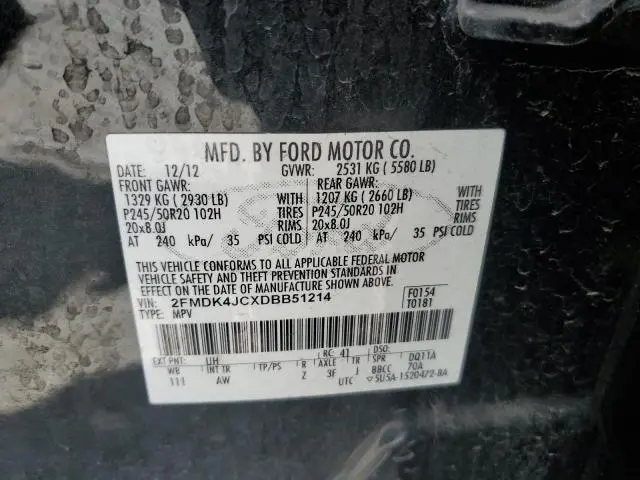 MFD. BY FORD MOTOR CO.
DATE: 12/12 GVWR: 2531 KG ( 5580 LB)
FRONT GAWR: REAR GAWR:
1329 KG ( 2930 LB) WITH 1207 KG ( 2660 LB) WITH
P245/50R20 102H TIRES P245/50R20 102H TIRES
20x8.0J RIMS 20x8.0J RIMS
AT 240 kPa/ 35 PSI COLD AT 240 kPa/ 35 PSI COLD
THIS VEHICLE CONFORMS TO ALL APPLICABLE FEDERAL MOTOR
VEHICLE SAFETY AND THEFT PREVENTION STANDARDS IN
EFFECT ON THE DATE OF MANUFACTURE SHOWN ABOVE.
VIN: 2FMDK4JCXDBB51214 F0154
TYPE: MPV T0181
EXT PNT: UH RC: 41 DSO:
WB INT TR TP/PS R AXLE TR SPR DQ11A
111 AW Z 3F J BBCC 70A
UTC